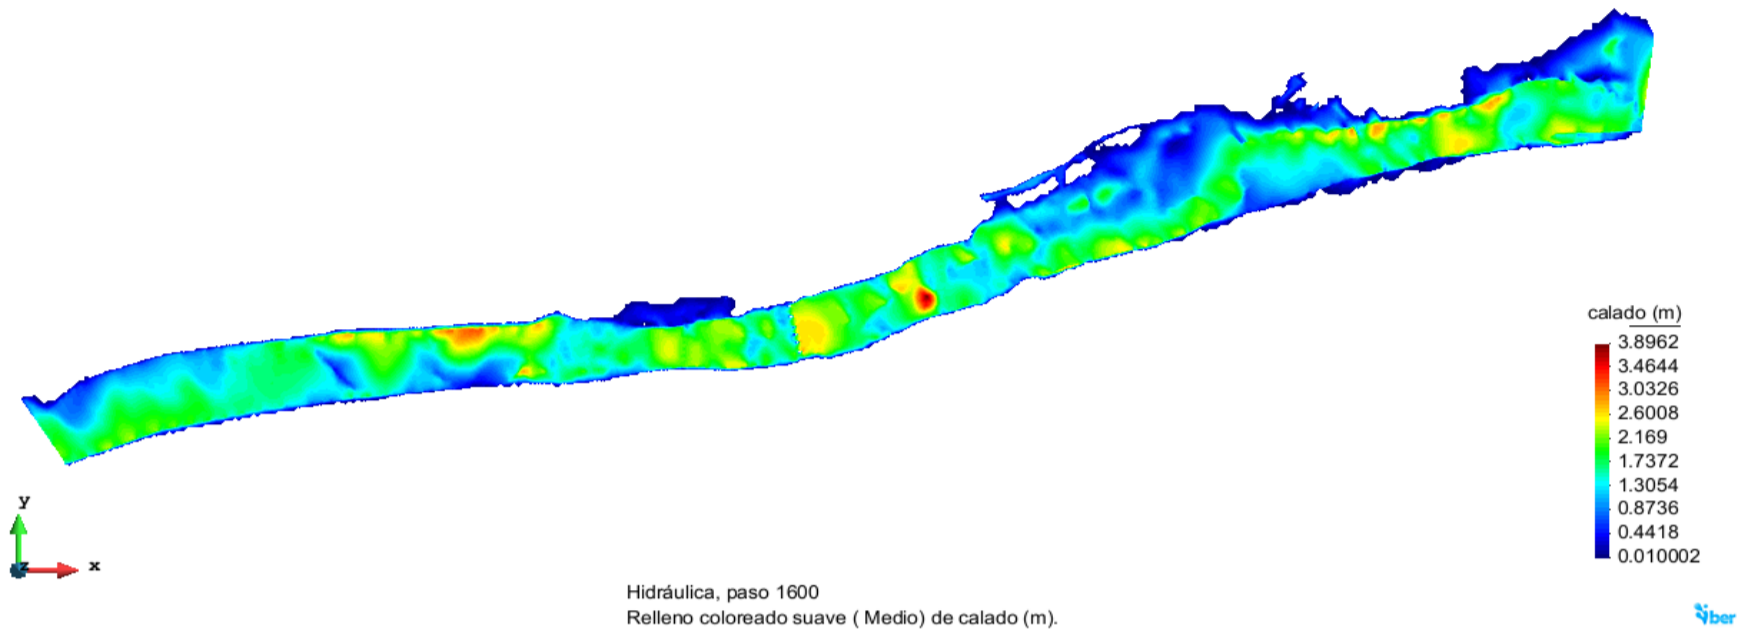 calado (m)
3.8962
3.4644
3.0326
2.6008
2.169
1.7372
1.3054
0.8736
0.4418
0.010002
y
z
x
Hidráulica, paso 1600
Relleno coloreado suave ( Medio) de calado (m).
iber